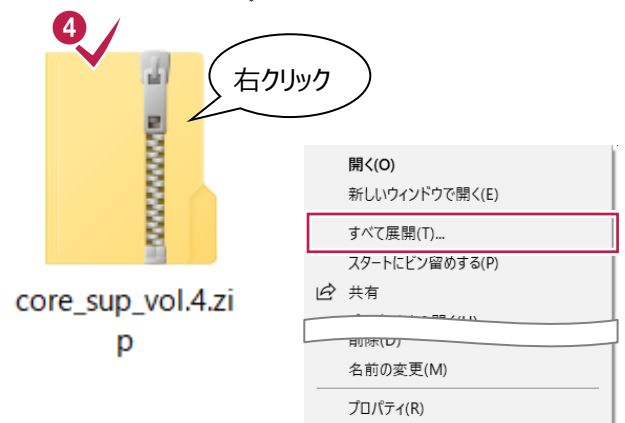 4
右クリック
core_sup_vol.4.zi
p
開く(O)
新しいウィンドウで開く(E)
すべて展開(T)...
スタートにピン留めする(P)
共有
削除(D)
名前の変更(M)
プロパティ(R)